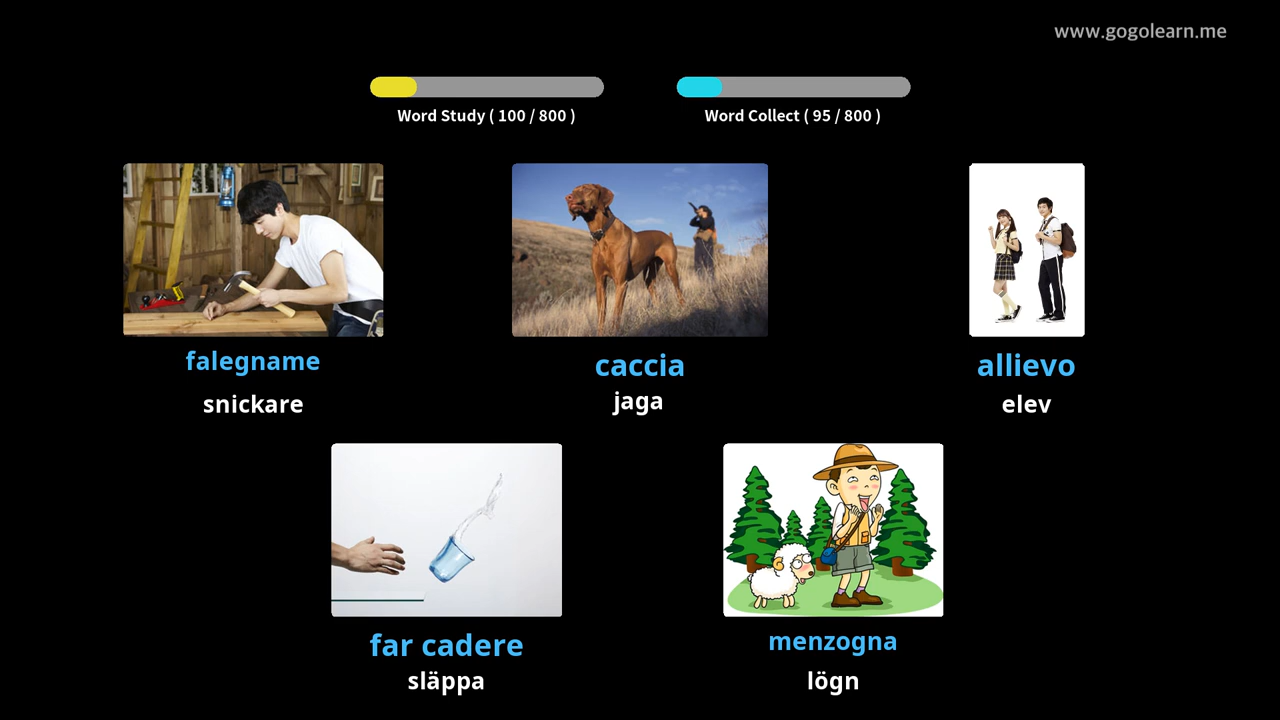 www.gogolearn.me
Word Study ( 100 / 800 )
Word Collect ( 95 / 800 )
falegname
snickare
caccia
jaga
allievo
elev
far cadere
släppa
menzogna
lögn